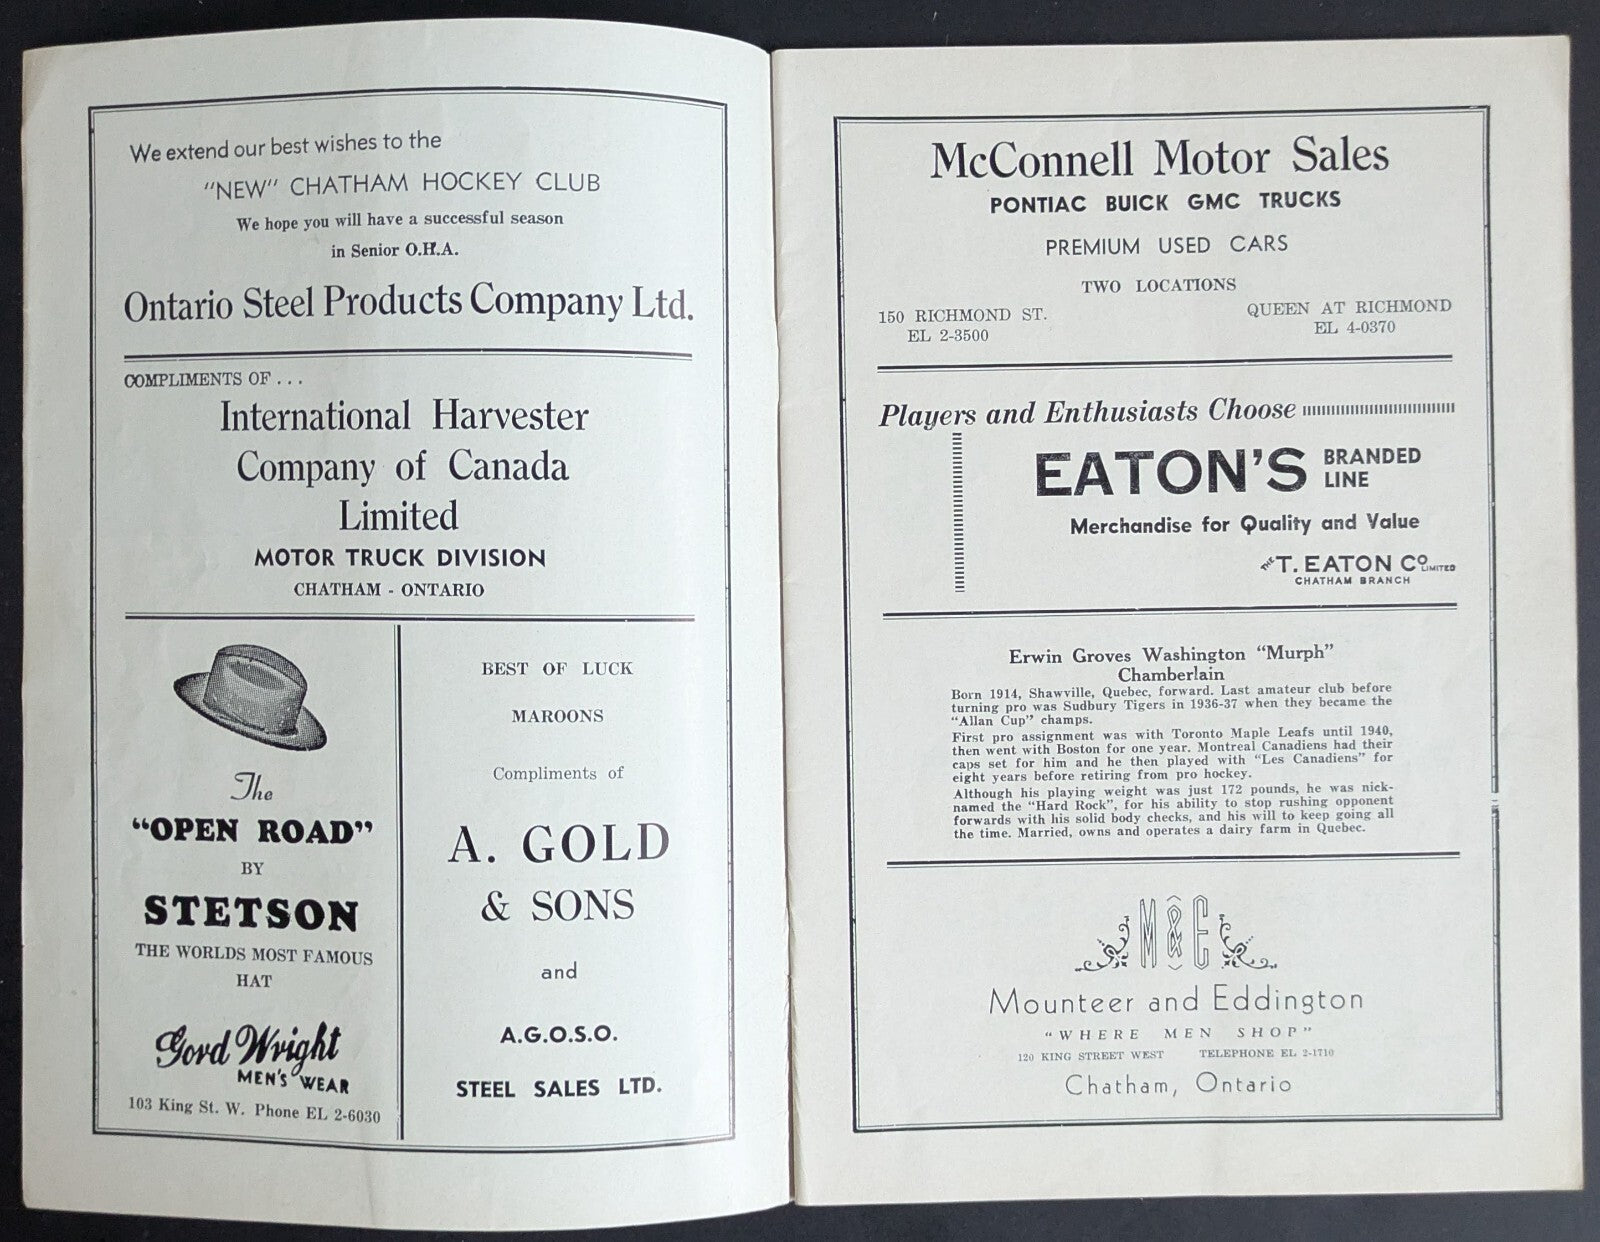 We extend our best wishes to the
"NEW" CHATHAM HOCKEY CLUB
We hope you will have a successful season
in Senior O.H.A.
Ontario Steel Products Company Ltd.
COMPLIMENTS OF . . .
International Harvester
Company of Canada
Limited
MOTOR TRUCK DIVISION
CHATHAM - ONTARIO
The
"OPEN ROAD"
BY
STETSON
THE WORLDS MOST FAMOUS
HAT
Gord Wright
MEN'S WEAR
103 King St. W. Phone EL 2-6030
BEST OF LUCK
MAROONS
Compliments of
A. GOLD
& SONS
and
A.G.O.S.O.
STEEL SALES LTD.
McConnell Motor Sales
PONTIAC BUICK GMC TRUCKS
PREMIUM USED CARS
TWO LOCATIONS
150 RICHMOND ST.
EL 2-3500
QUEEN AT RICHMOND
EL 4-0370
Players and Enthusiasts Choose
EATON'S BRANDED
LINE
Merchandise for Quality and Value
THE T. EATON CO LIMITED
CHATHAM BRANCH
Erwin Groves Washington "Murph"
Chamberlain
Born 1914, Shawville, Quebec, forward. Last amateur club before
turning pro was Sudbury Tigers in 1936-37 when they became the
"Allan Cup" champs.
First pro assignment was with Toronto Maple Leafs until 1940,
then went with Boston for one year. Montreal Canadiens had their
caps set for him and he then played with "Les Canadiens" for
eight years before retiring from pro hockey.
Although his playing weight was just 172 pounds, he was nick-
named the "Hard Rock", for his ability to stop rushing opponent
forwards with his solid body checks, and his will to keep going all
the time. Married, owns and operates a dairy farm in Quebec.
M & E
Mounteer and Eddington
"WHERE MEN SHOP"
120 KING STREET WEST TELEPHONE EL 2-1710
Chatham, Ontario